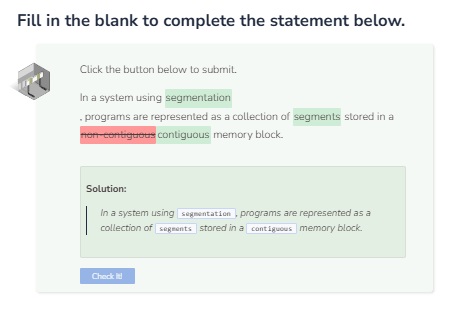 Fill in the blank to complete the statement below.
Click the button below to submit.
In a system using segmentation
, programs are represented as a collection of segments stored in a
non-contiguous contiguous memory block.
Solution:
In a system using segmentation, programs are represented as a
collection of segments stored in a contiguous memory block.
Check It!